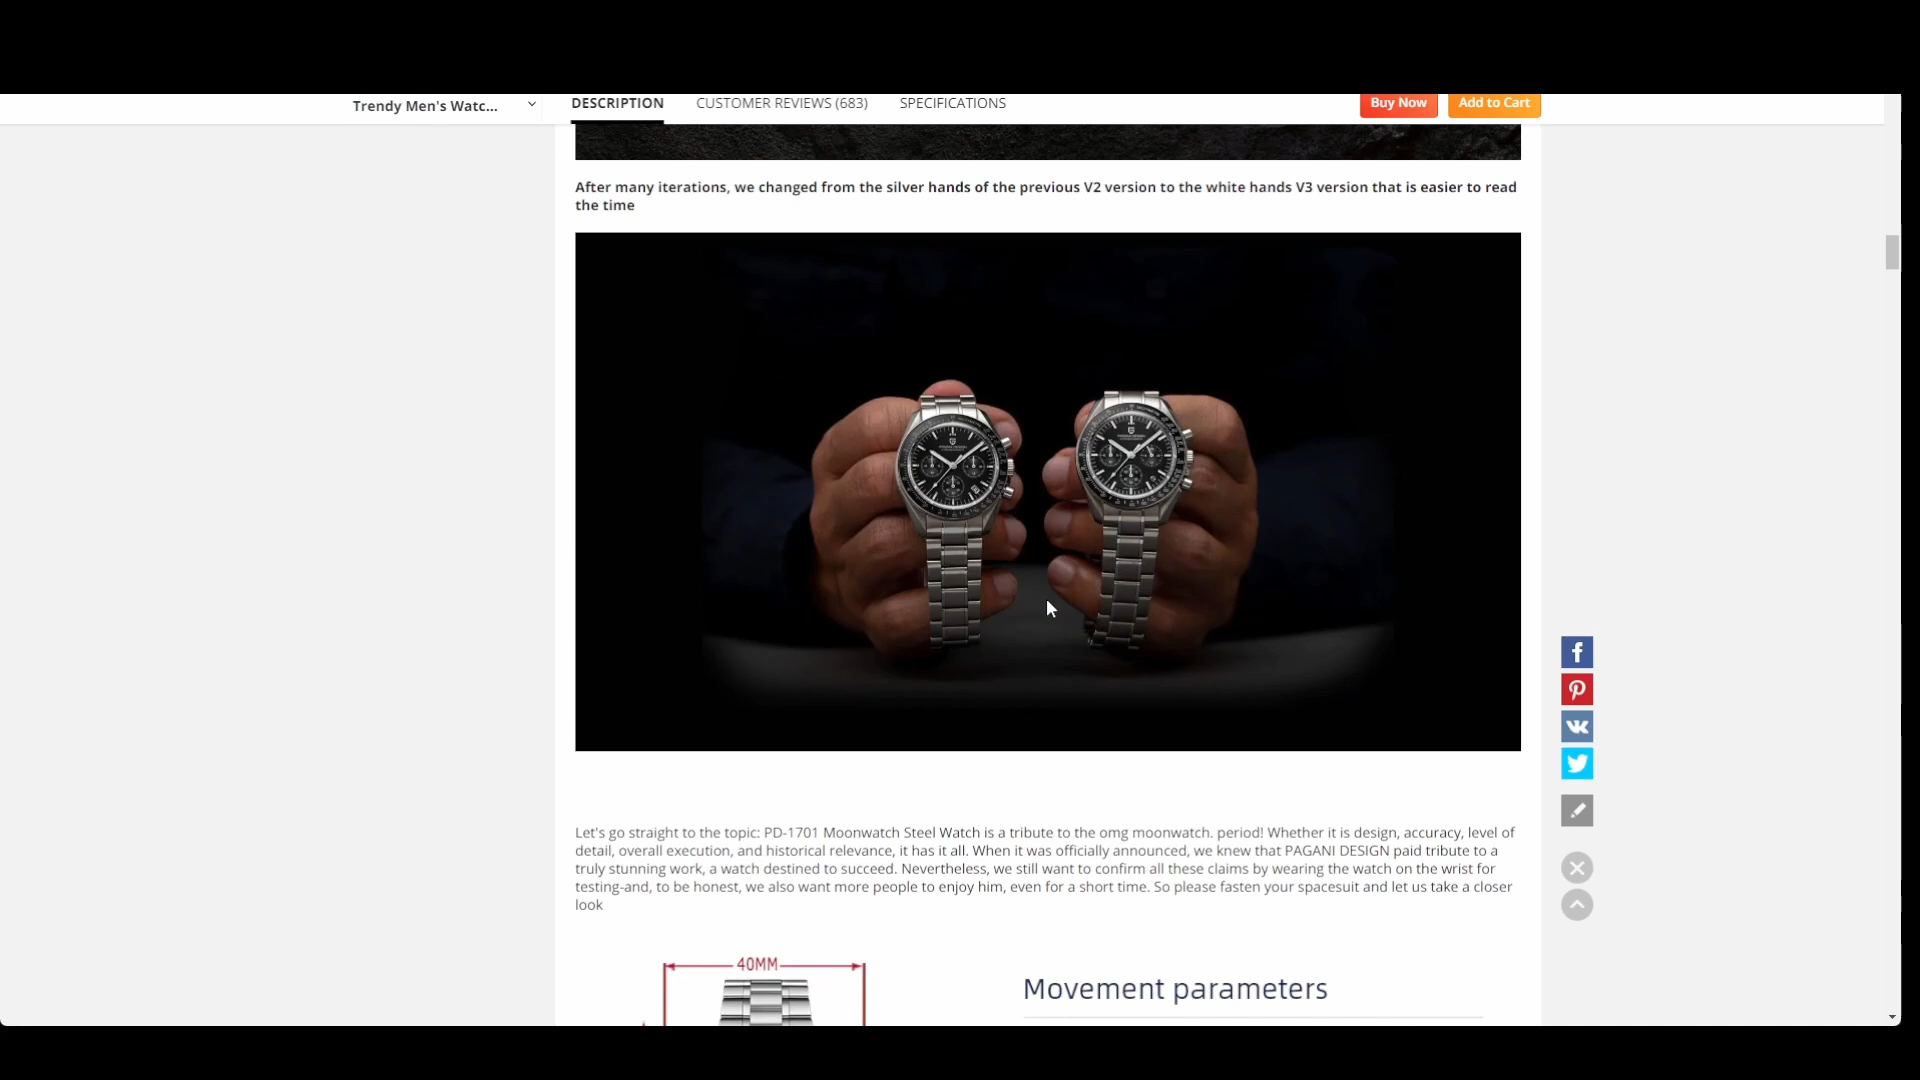 Trendy Men's Watc...
DESCRIPTION
CUSTOMER REVIEWS (683)
SPECIFICATIONS
Buy Now
Add to Cart
After many iterations, we changed from the silver hands of the previous V2 version to the white hands V3 version that is easier to read
the time
Let's go straight to the topic: PD-1701 Moonwatch Steel Watch is a tribute to the omg moonwatch. period! Whether it is design, accuracy, level of
detail, overall execution, and historical relevance, it has it all. When it was officially announced, we knew that PAGANI DESIGN paid tribute to a
truly stunning work, a watch destined to succeed. Nevertheless, we still want to confirm all these claims by wearing the watch on the wrist for
testing-and, to be honest, we also want more people to enjoy him, even for a short time. So please fasten your spacesuit and let us take a closer
look
40MM
Movement parameters